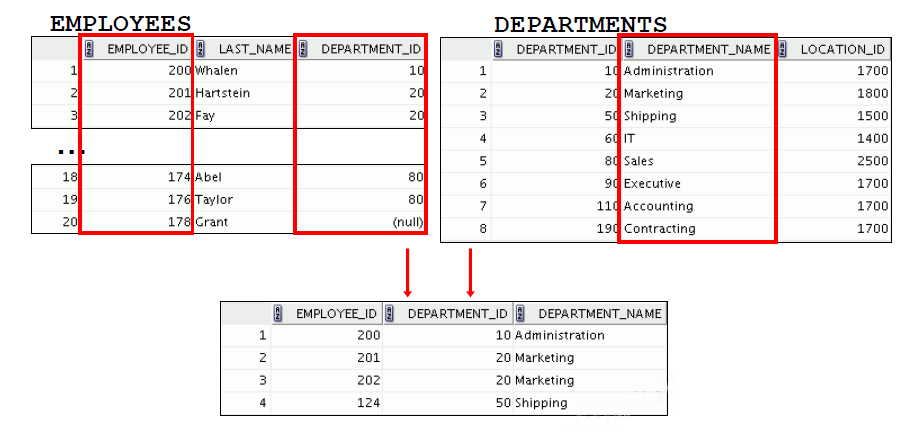 EMPLOYEES
EMPLOYEE_ID LAST_NAME DEPARTMENT_ID
1 200 Whalen 10
2 201 Hartstein 20
3 202 Fay 20
...
18 174 Abel 80
19 176 Taylor 80
20 178 Grant (null)
DEPARTMENTS
DEPARTMENT_ID DEPARTMENT_NAME LOCATION_ID
1 10 Administration 1700
2 20 Marketing 1800
3 50 Shipping 1500
4 60 IT 1400
5 80 Sales 2500
6 90 Executive 1700
7 110 Accounting 1700
8 190 Contracting 1700
EMPLOYEE_ID DEPARTMENT_ID DEPARTMENT_NAME
1 200 10 Administration
2 201 20 Marketing
3 202 20 Marketing
4 124 50 Shipping